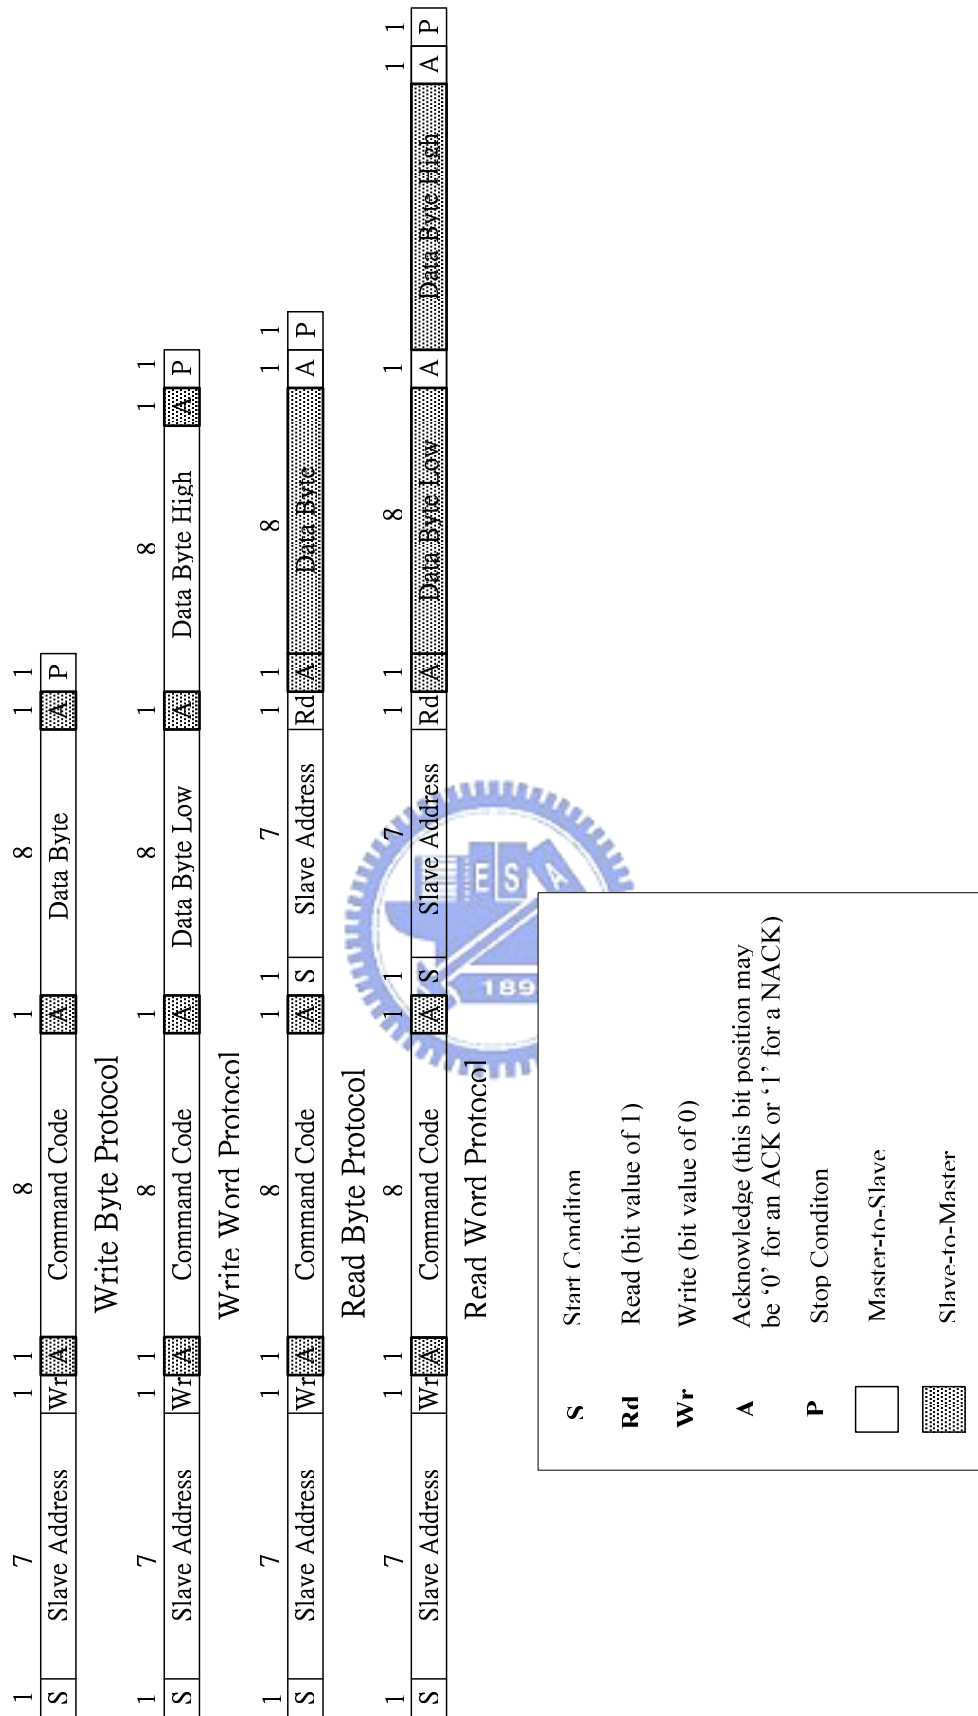 1 7 1 1 8 1 8 1 1
S Slave Address Wr A Command Code A Data Byte A P
Write Byte Protocol
1 7 1 1 8 1 8 1 8 1 1
S Slave Address Wr A Command Code A Data Byte Low A Data Byte High A P
Write Word Protocol
1 7 1 1 8 1 1 7 1 1 8 1 1
S Slave Address Wr A Command Code A S Slave Address Rd A Data Byte A P
Read Byte Protocol
1 7 1 1 8 1 1 7 1 1 8 1 1 1
S Slave Address Wr A Command Code A S Slave Address Rd A Data Byte Low A Data Byte High A P
Read Word Protocol
E S A
189
S Start Conditon
Rd Read (bit value of 1)
Wr Write (bit value of 0)
A Acknowledge (this bit position may
be ‘0’ for an ACK or ‘1’ for a NACK)
P Stop Conditon
Master-to-Slave
Slave-to-Master